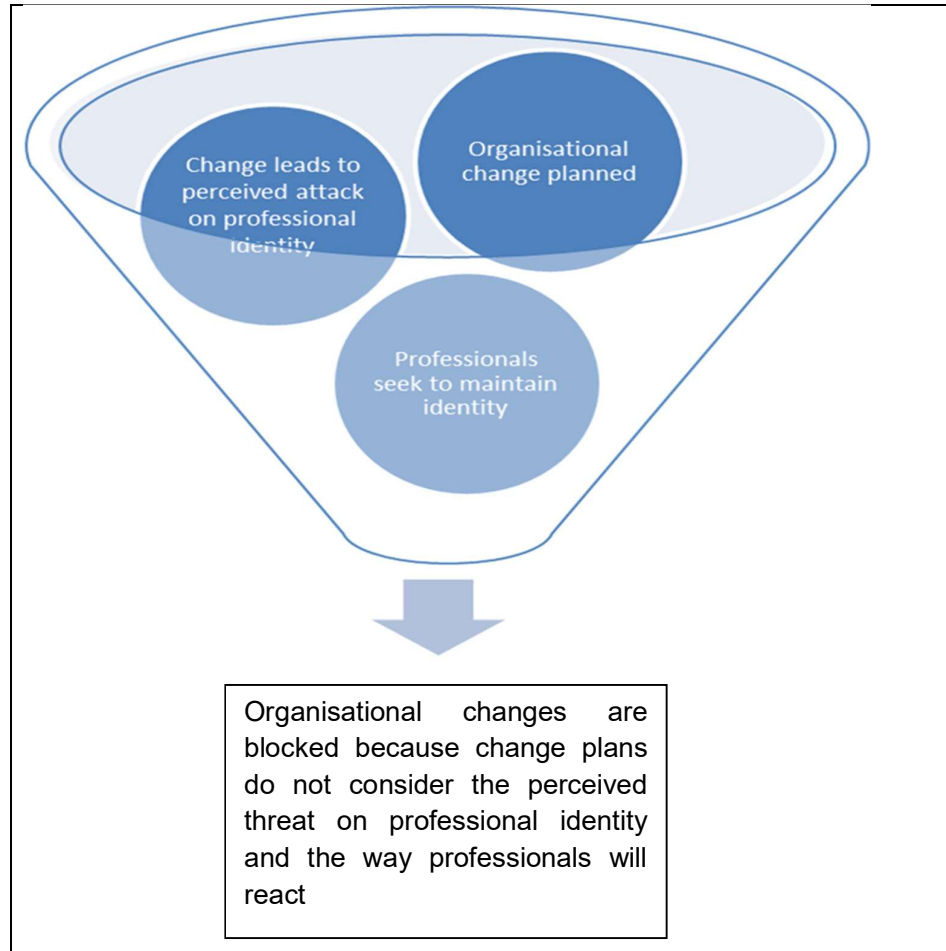 Change leads to
perceived attack
on professional
identity
Organisational
change planned
Professionals
seek to maintain
identity
Organisational changes are
blocked because change plans
do not consider the perceived
threat on professional identity
and the way professionals will
react